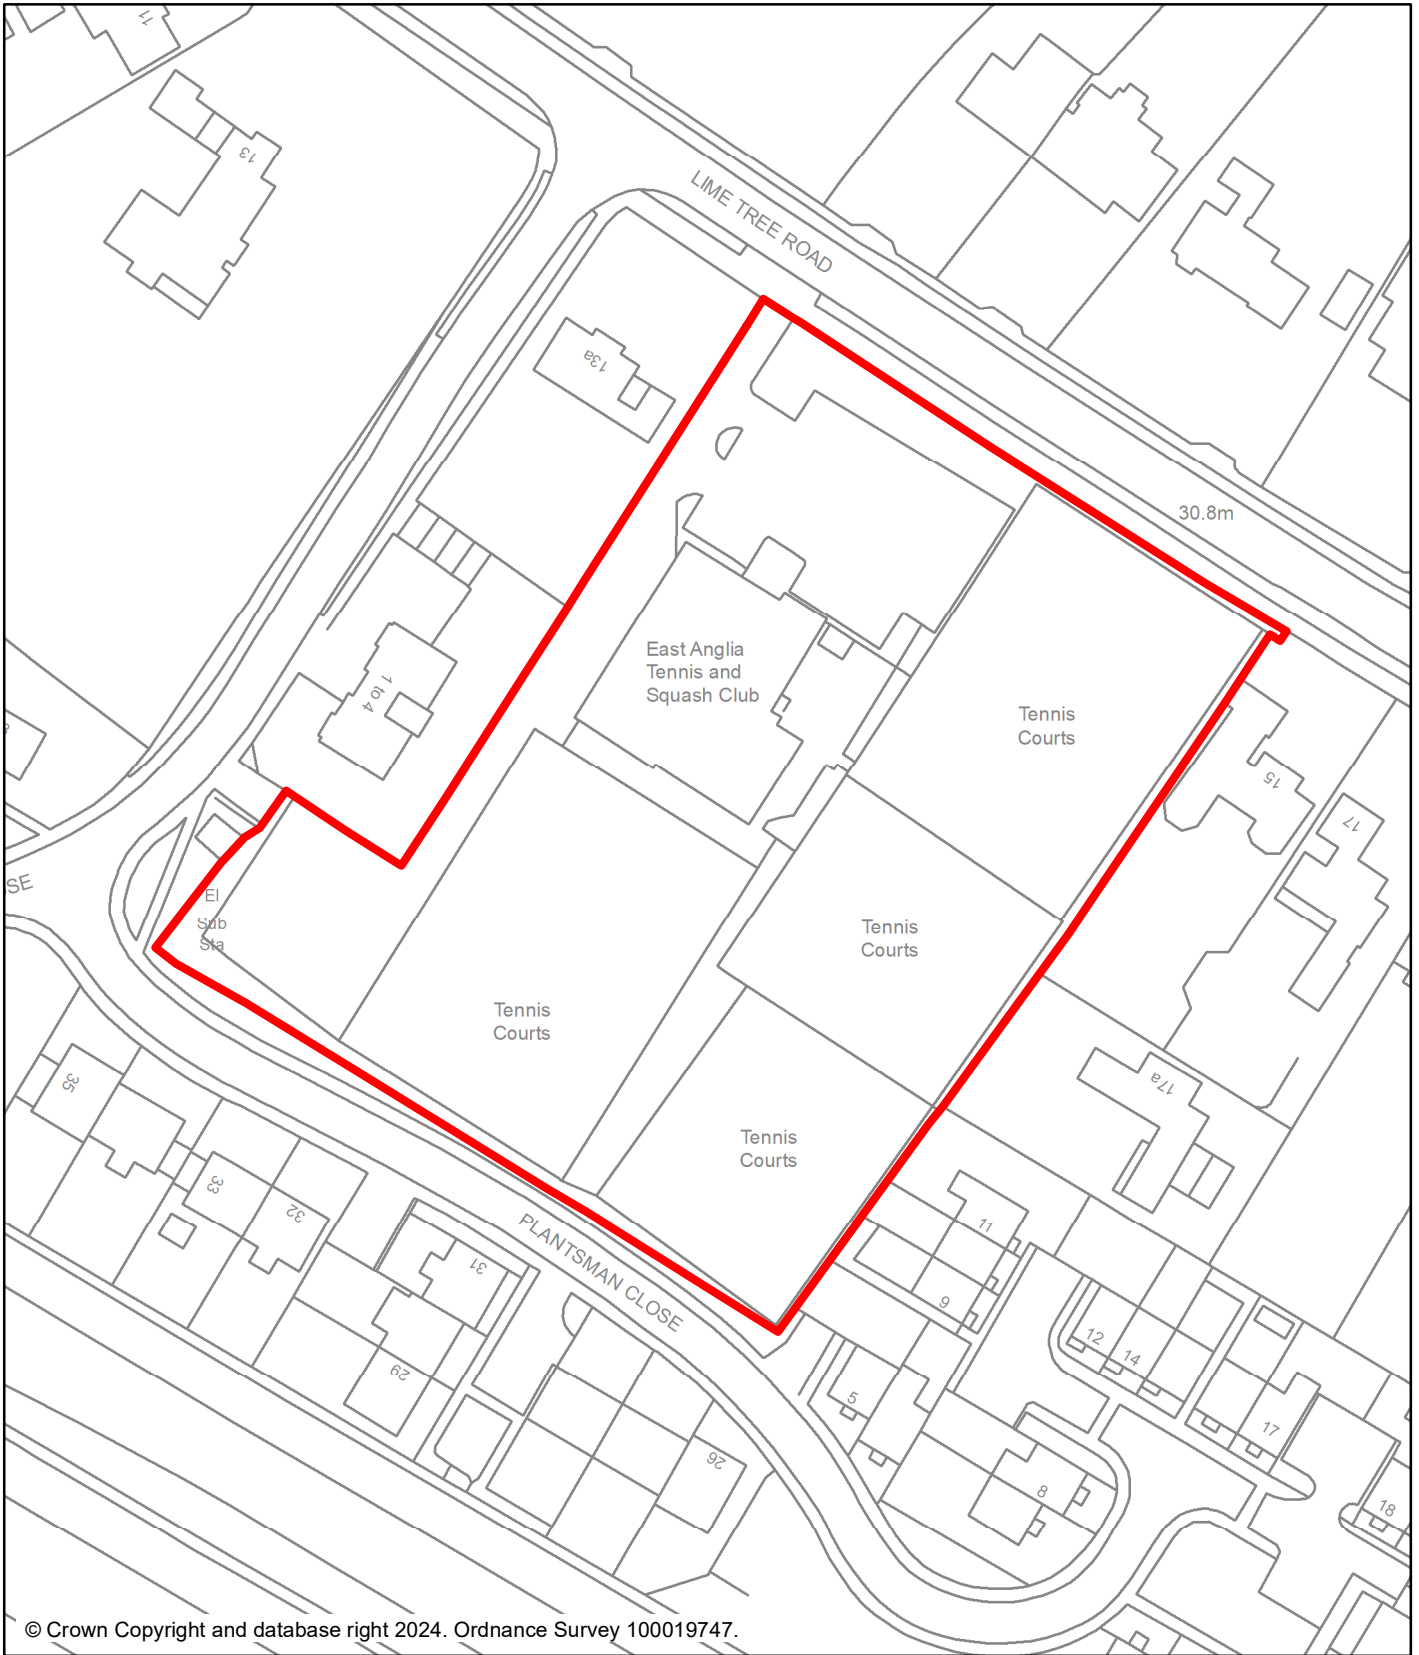 11
13
LIME TREE ROAD
13a
30.8m
East Anglia
Tennis and
Squash Club
1 to 4
Tennis
Courts
15
17
SE
El
Sub
Sta
Tennis
Courts
Tennis
Courts
35
17a
Tennis
Courts
33
32
11
PLANTSMAN CLOSE
31
9
12
14
29
5
17
26
8
18
© Crown Copyright and database right 2024. Ordnance Survey 100019747.